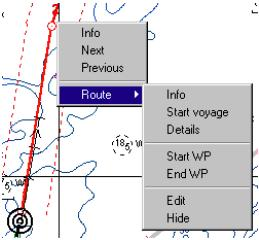 Info
Next
Previous
Route
Info
Start voyage
Details
Start WP
End WP
Edit
Hide